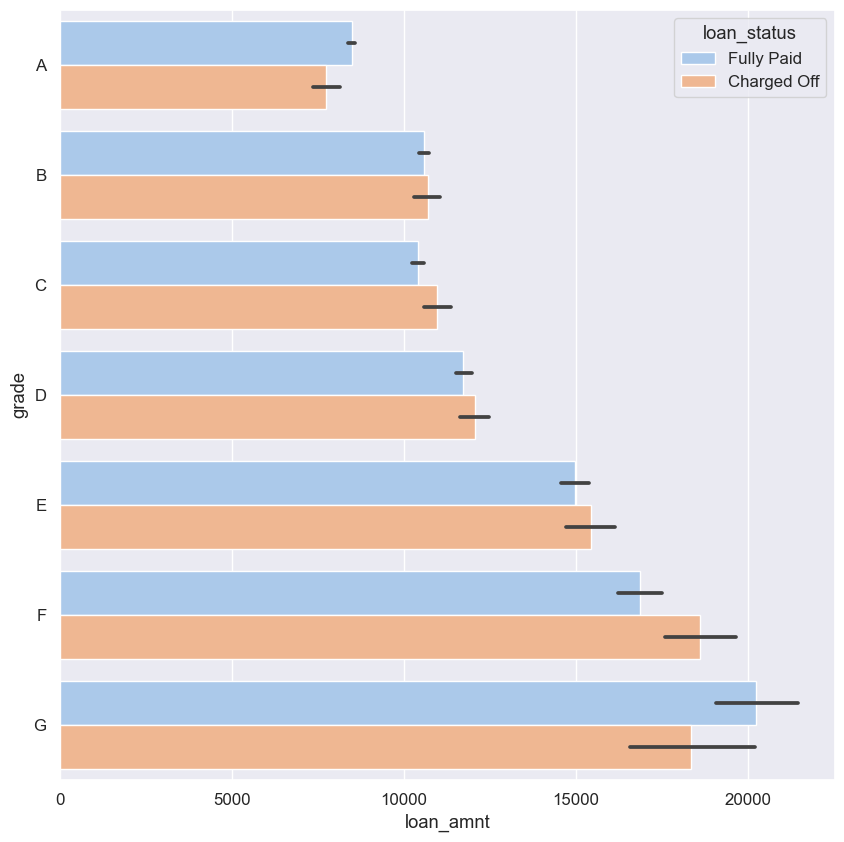 loan_status
Fully Paid
Charged Off
A
B
C
D
E
F
G
grade
0 5000 10000 15000 20000
loan_amnt